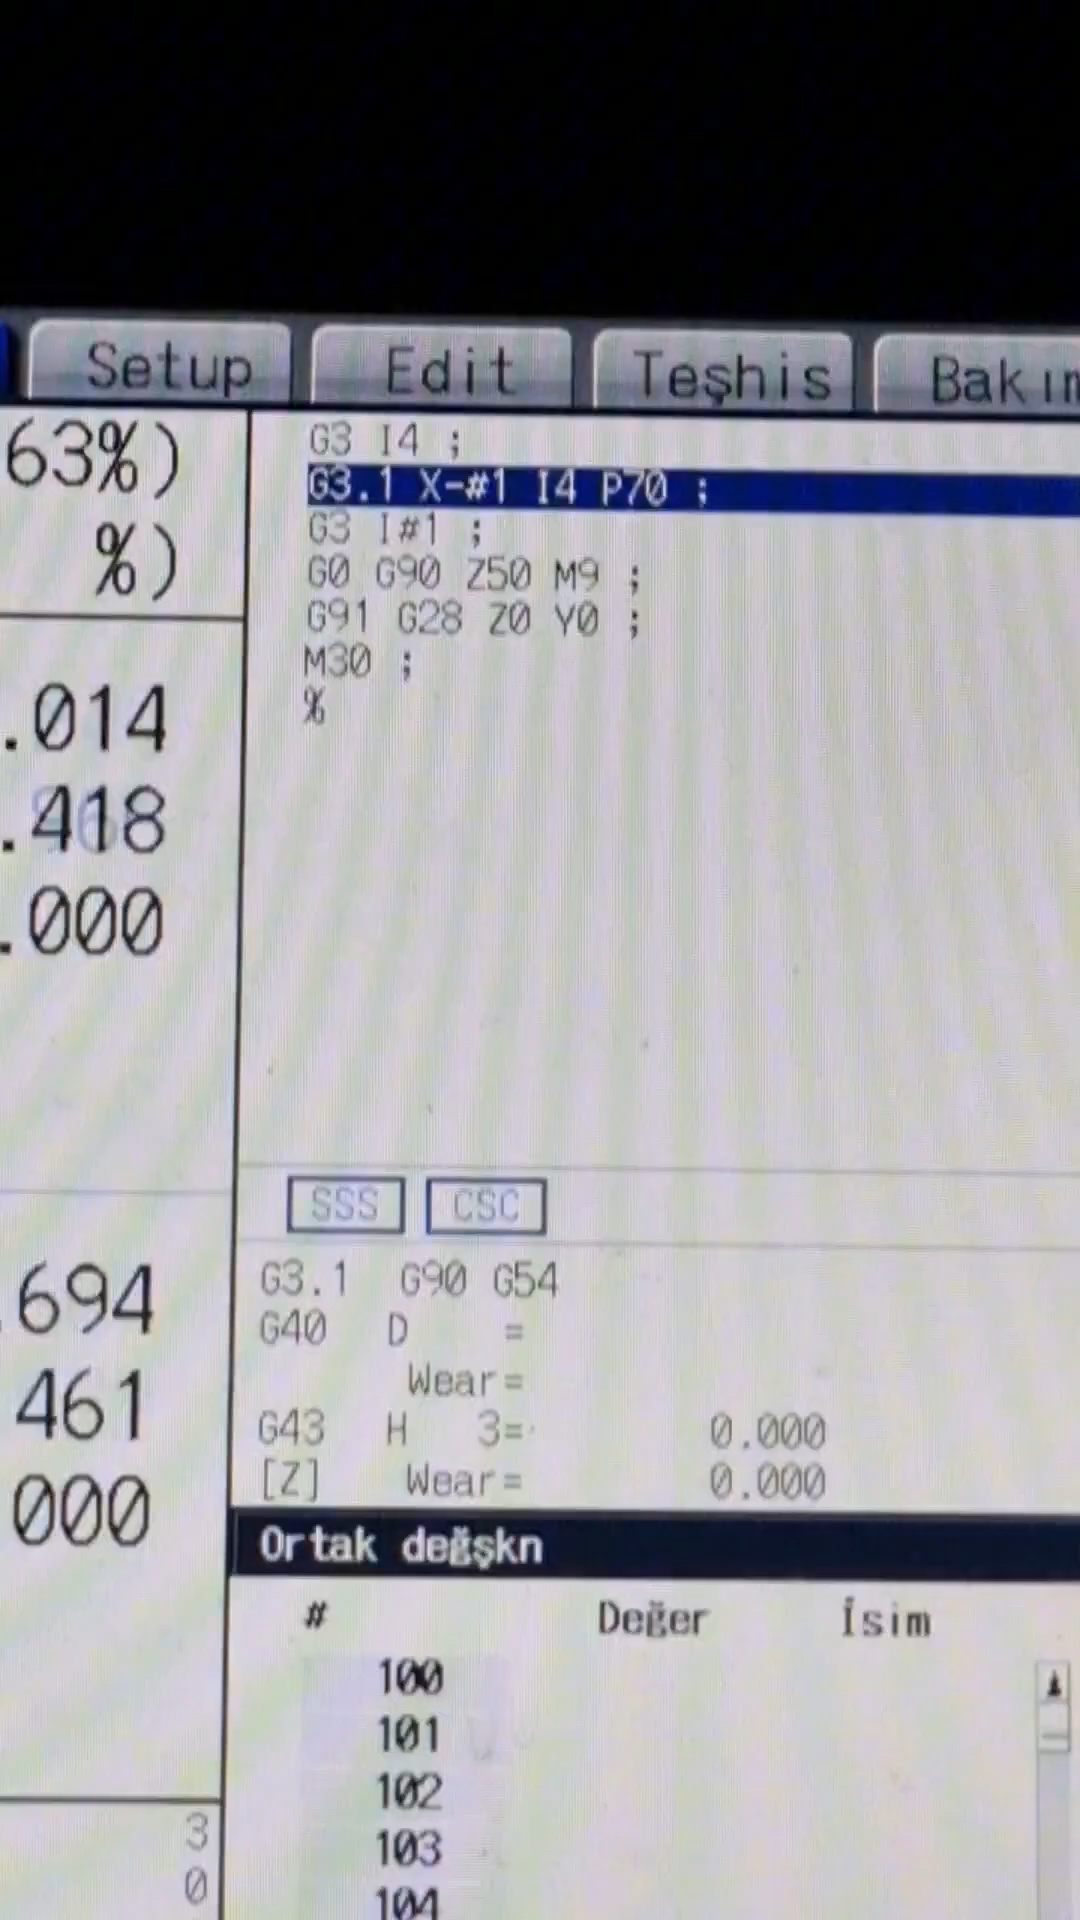 Setup Edit Teşhis Bakım
63%)
%)
G3 I4 ;
G3.1 X-#1 I4 P70 ;
G3 I#1 ;
G0 G90 Z50 M9 ;
G91 G28 Z0 Y0 ;
M30 ;
%
.014
.418
.000
SSS CSC
694
461
000
G3.1 G90 G54
G40 D =
Wear=
G43 H 3= 0.000
[Z] Wear= 0.000
Ortak değşkn
# Değer İsim
100
101
102
103
104
3
0